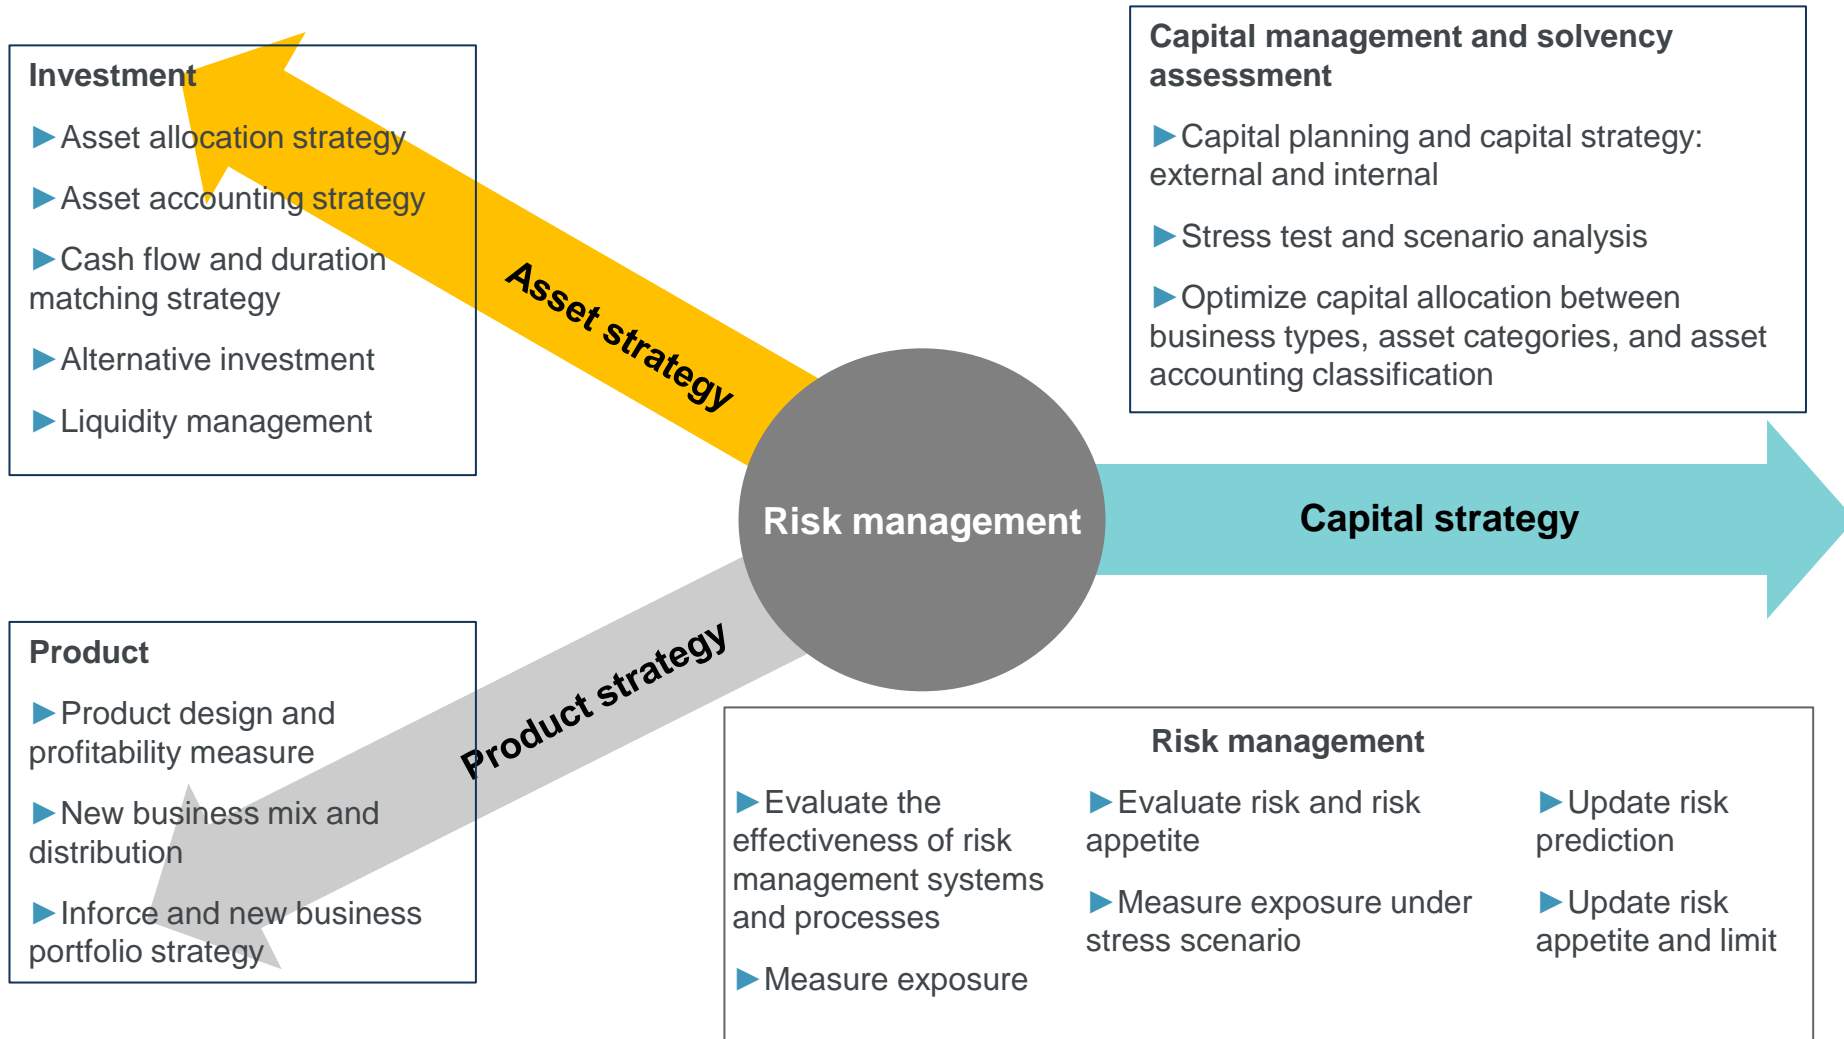 Investment
►Asset allocation strategy
►Asset accounting strategy
►Cash flow and duration
matching strategy
►Alternative investment
►Liquidity management
Asset strategy
Capital management and solvency
assessment
►Capital planning and capital strategy:
external and internal
►Stress test and scenario analysis
►Optimize capital allocation between
business types, asset categories, and asset
accounting classification
Risk management
Capital strategy
Product
►Product design and
profitability measure
►New business mix and
distribution
►Inforce and new business
portfolio strategy
Product strategy
Risk management
►Evaluate the
effectiveness of risk
management systems
and processes
►Measure exposure
►Evaluate risk and risk
appetite
►Measure exposure under
stress scenario
►Update risk
prediction
►Update risk
appetite and limit